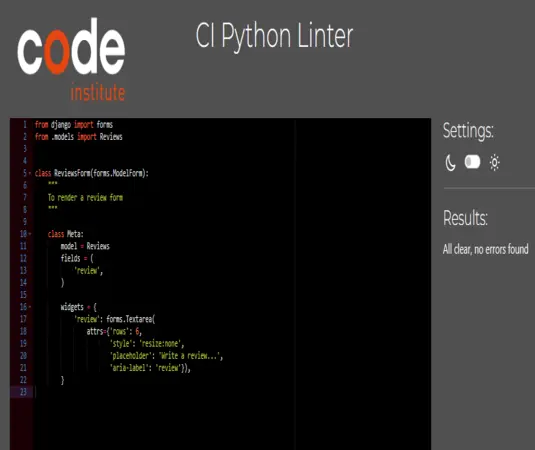 code
institute
CI Python Linter
1 from django import forms
2 from .models import Reviews
3
4
5 class ReviewsForm(forms.ModelForm):
6     """
7     To render a review form
8     """
9
10     class Meta:
11         model = Reviews
12         fields = (
13             'review',
14         )
15
16         widgets = {
17             'review': forms.Textarea(
18                 attrs={'rows': 6,
19                        'style': 'resize:none',
20                        'placeholder': 'Write a review...',
21                        'aria-label': 'review'}),
22         }
23
Settings:
Results:
All clear, no errors found